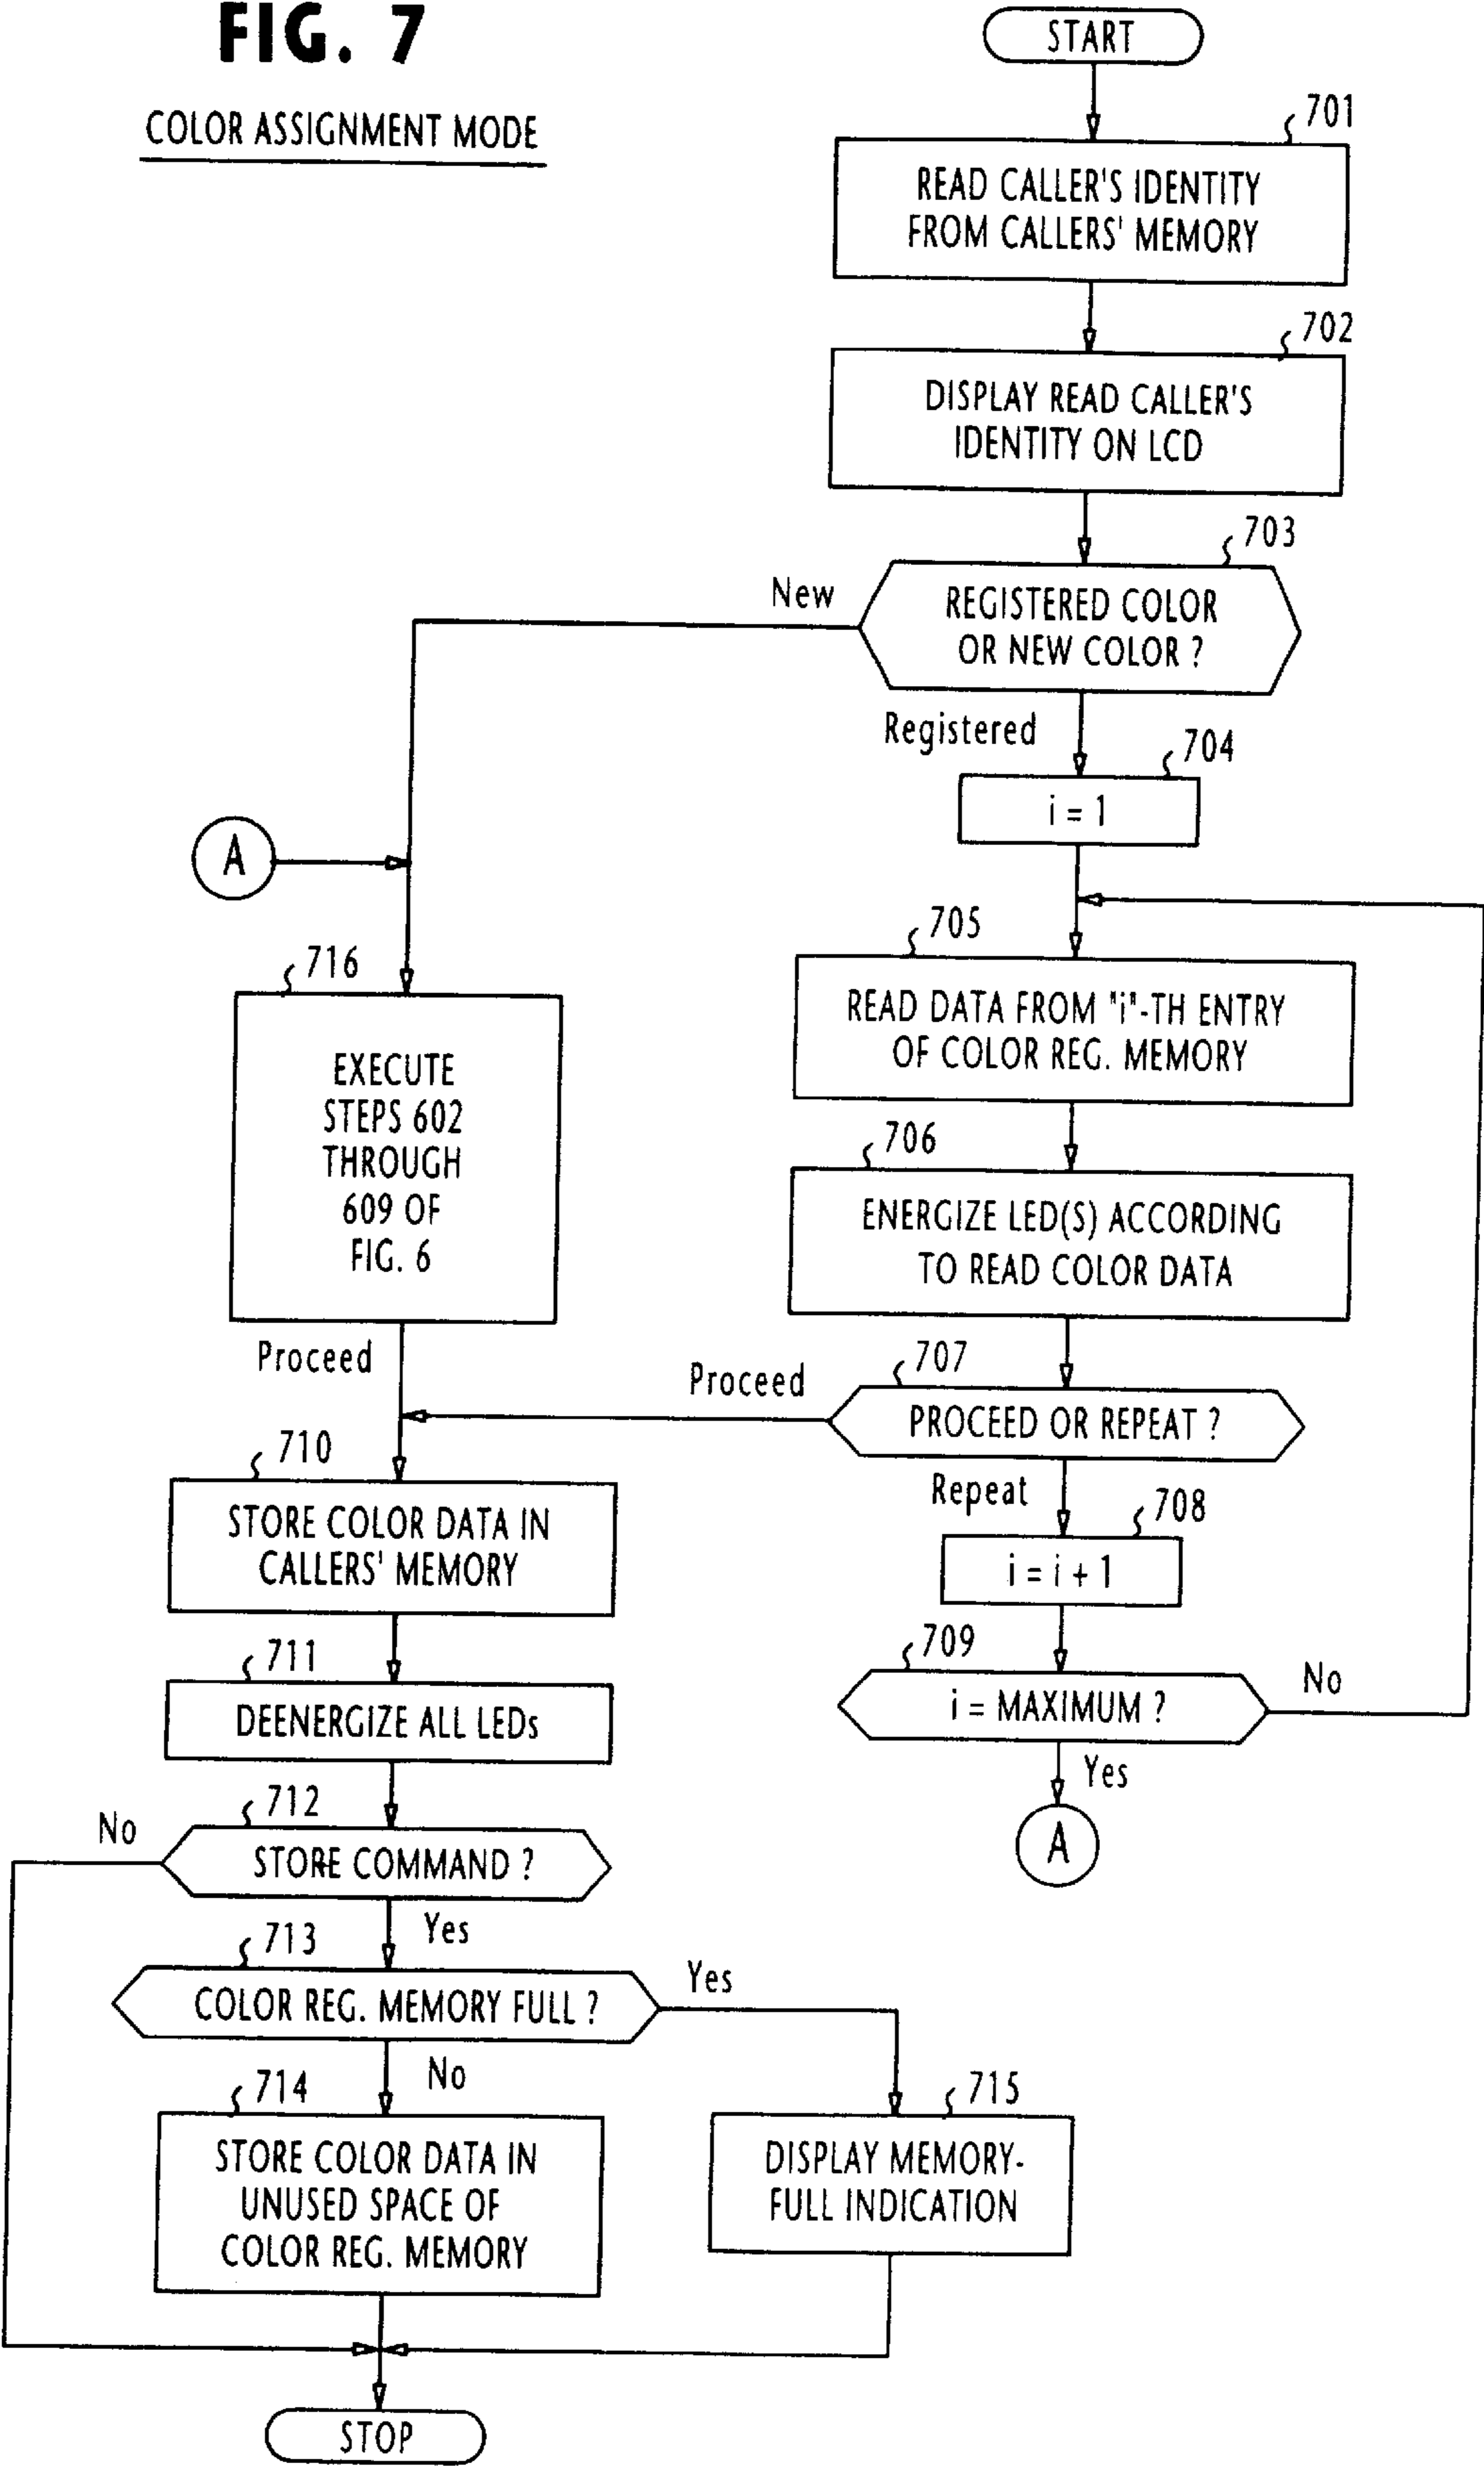 FIG. 7
COLOR ASSIGNMENT MODE
START
701
READ CALLER'S IDENTITY
FROM CALLERS' MEMORY
702
DISPLAY READ CALLER'S
IDENTITY ON LCD
703
REGISTERED COLOR
OR NEW COLOR ?
New
Registered
704
i = 1
A
705
READ DATA FROM "i"-TH ENTRY
OF COLOR REG. MEMORY
716
EXECUTE
STEPS 602
THROUGH
609 OF
FIG. 6
706
ENERGIZE LED(S) ACCORDING
TO READ COLOR DATA
Proceed
707
Proceed
PROCEED OR REPEAT ?
Repeat
708
i = i + 1
710
STORE COLOR DATA IN
CALLERS' MEMORY
709
i = MAXIMUM ?
No
Yes
A
711
DEENERGIZE ALL LEDs
712
No
STORE COMMAND ?
Yes
713
COLOR REG. MEMORY FULL ?
Yes
No
714
STORE COLOR DATA IN
UNUSED SPACE OF
COLOR REG. MEMORY
715
DISPLAY MEMORY-
FULL INDICATION
STOP